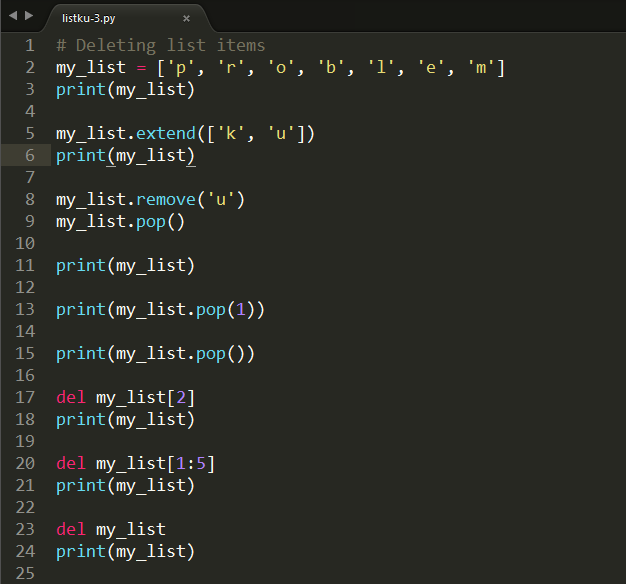 listku-3.py
1 # Deleting list items
2 my_list = ['p', 'r', 'o', 'b', 'l', 'e', 'm']
3 print(my_list)
4
5 my_list.extend(['k', 'u'])
6 print(my_list)
7
8 my_list.remove('u')
9 my_list.pop()
10
11 print(my_list)
12
13 print(my_list.pop(1))
14
15 print(my_list.pop())
16
17 del my_list[2]
18 print(my_list)
19
20 del my_list[1:5]
21 print(my_list)
22
23 del my_list
24 print(my_list)
25